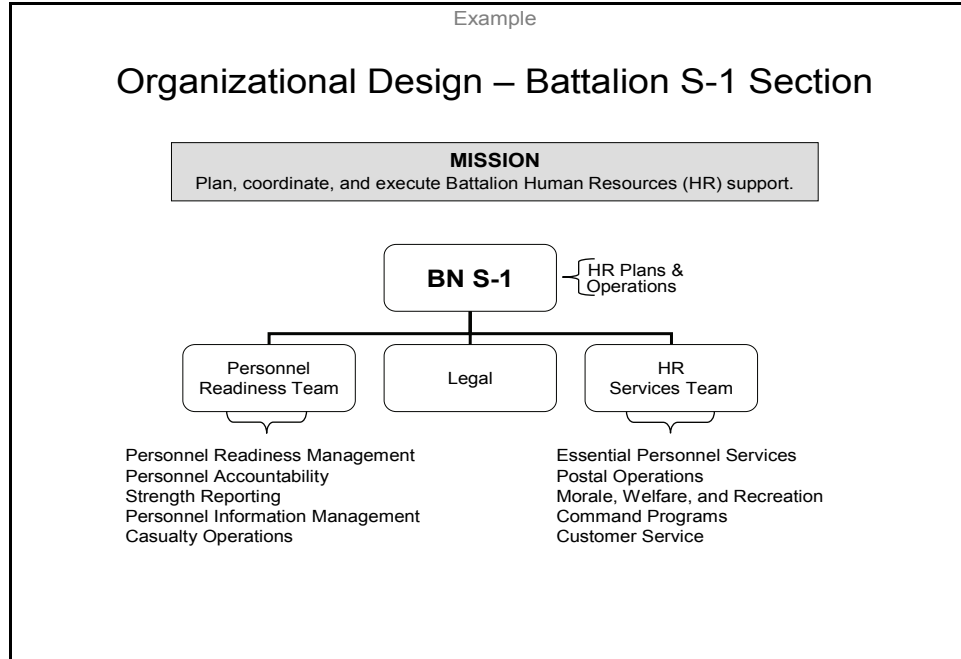 Example
Organizational Design – Battalion S-1 Section
MISSION
Plan, coordinate, and execute Battalion Human Resources (HR) support.
BN S-1
HR Plans &
Operations
Personnel
Readiness Team
Legal
HR
Services Team
Personnel Readiness Management
Personnel Accountability
Strength Reporting
Personnel Information Management
Casualty Operations
Essential Personnel Services
Postal Operations
Morale, Welfare, and Recreation
Command Programs
Customer Service